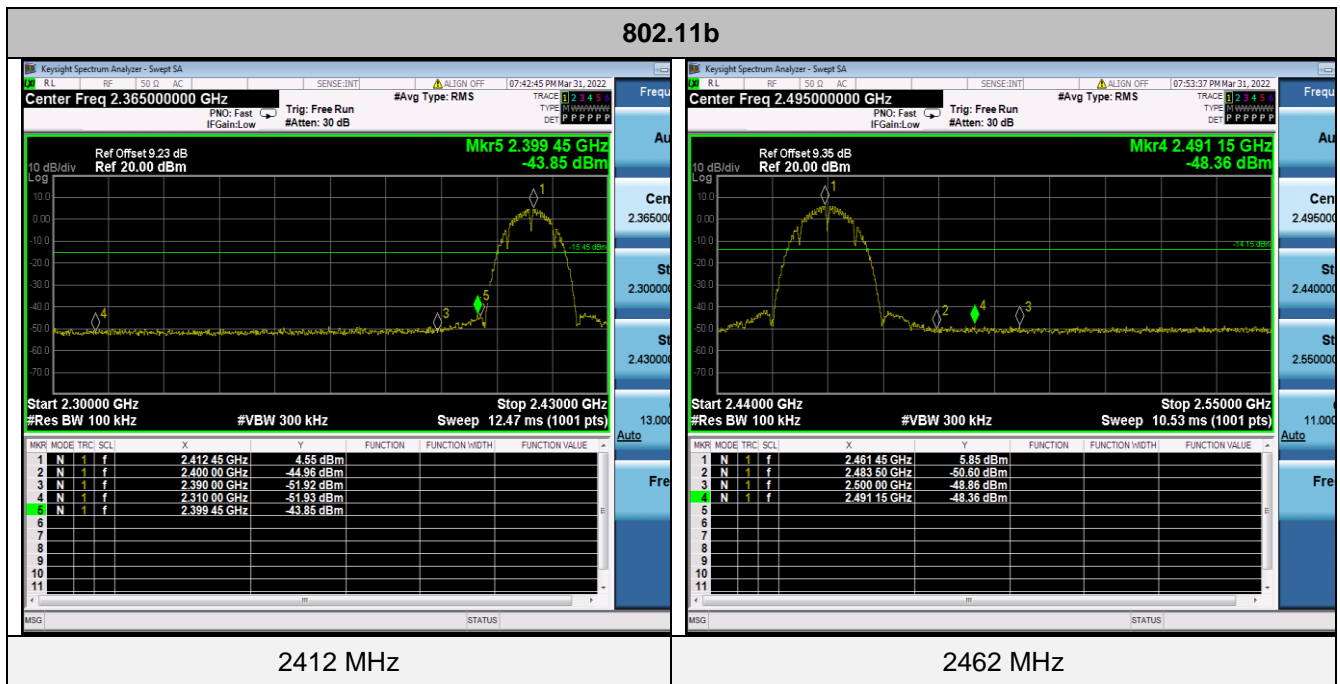 802.11b
Keysight Spectrum Analyzer - Swept SA
RL RF 50 Ω AC SENSE:INT ALIGN OFF 07:42:45 PM Mar 31, 2022
Center Freq 2.365000000 GHz #Avg Type: RMS TRACE 1 2 3 4 5 6
PNO: Fast Trig: Free Run TYPE M W W W W W
IFGain:Low #Atten: 30 dB DET P P P P P P
Mkr5 2.399 45 GHz
-43.85 dBm
Ref Offset 9.23 dB
10 dB/div Ref 20.00 dBm
Log
10.0
0.00
-10.0
-20.0
-30.0
-40.0
-50.0
-60.0
-70.0
1
-15.45 dBm
5
3
4
Start 2.30000 GHz Stop 2.43000 GHz
#Res BW 100 kHz #VBW 300 kHz Sweep 12.47 ms (1001 pts)
MKR MODE TRC SCL X Y FUNCTION FUNCTION WIDTH FUNCTION VALUE
1 N 1 f 2.412 45 GHz 4.55 dBm
2 N 1 f 2.400 00 GHz -44.96 dBm
3 N 1 f 2.390 00 GHz -51.92 dBm
4 N 1 f 2.310 00 GHz -51.93 dBm
5 N 1 f 2.399 45 GHz -43.85 dBm
6
7
8
9
10
11
MSG STATUS
Frequ
Au
Cen
2.365000
St
2.300000
St
2.430000
13.000
Auto
Fre
Keysight Spectrum Analyzer - Swept SA
RL RF 50 Ω AC SENSE:INT ALIGN OFF 07:53:37 PM Mar 31, 2022
Center Freq 2.495000000 GHz #Avg Type: RMS TRACE 1 2 3 4 5 6
PNO: Fast Trig: Free Run TYPE M W W W W W
IFGain:Low #Atten: 30 dB DET P P P P P P
Mkr4 2.491 15 GHz
-48.36 dBm
Ref Offset 9.35 dB
10 dB/div Ref 20.00 dBm
Log
10.0
0.00
-10.0
-20.0
-30.0
-40.0
-50.0
-60.0
-70.0
1
-14.15 dBm
2
4
3
Start 2.44000 GHz Stop 2.55000 GHz
#Res BW 100 kHz #VBW 300 kHz Sweep 10.53 ms (1001 pts)
MKR MODE TRC SCL X Y FUNCTION FUNCTION WIDTH FUNCTION VALUE
1 N 1 f 2.461 45 GHz 5.85 dBm
2 N 1 f 2.483 50 GHz -50.60 dBm
3 N 1 f 2.500 00 GHz -48.86 dBm
4 N 1 f 2.491 15 GHz -48.36 dBm
5
6
7
8
9
10
11
MSG STATUS
Frequ
Au
Cen
2.495000
St
2.440000
St
2.550000
11.000
Auto
Fre
2412 MHz 2462 MHz